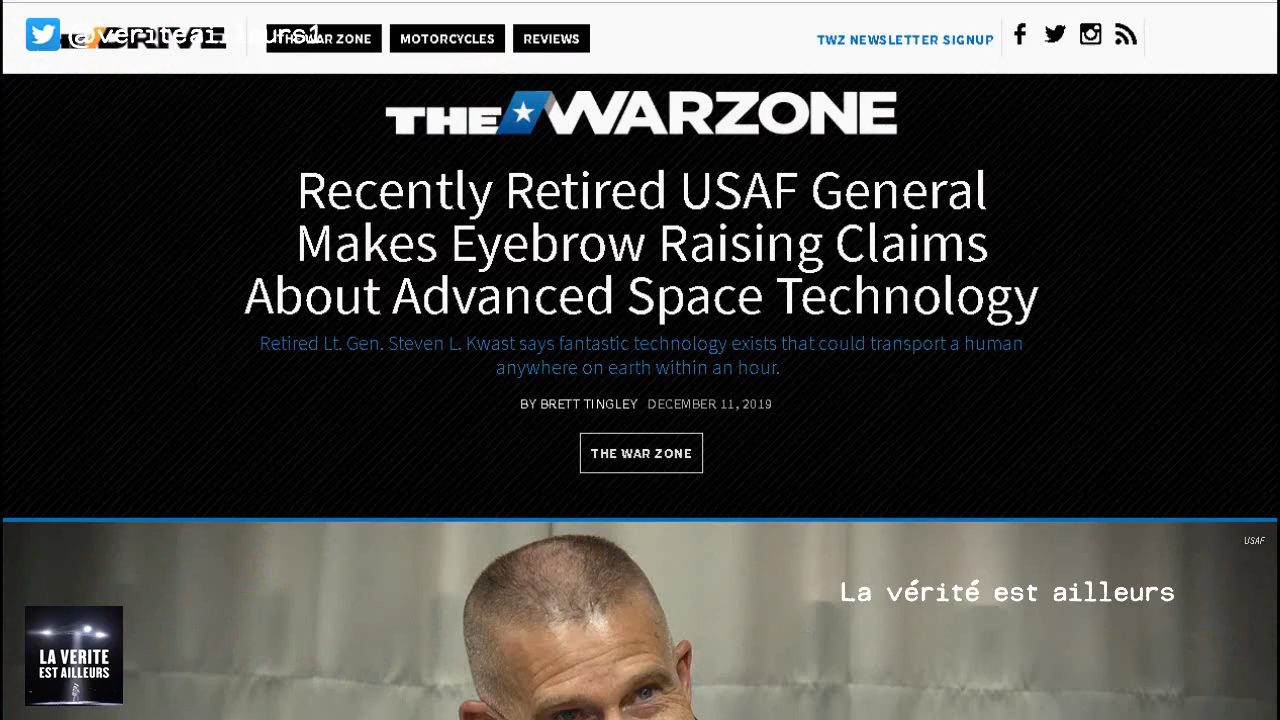 @veriteailleurs1
THE WAR ZONE
MOTORCYCLES
REVIEWS
TWZ NEWSLETTER SIGNUP
THE WARZONE
Recently Retired USAF General
Makes Eyebrow Raising Claims
About Advanced Space Technology
Retired Lt. Gen. Steven L. Kwast says fantastic technology exists that could transport a human
anywhere on earth within an hour.
BY BRETT TINGLEY DECEMBER 11, 2019
THE WAR ZONE
USAF
La vérité est ailleurs
LA VERITE
EST AILLEURS